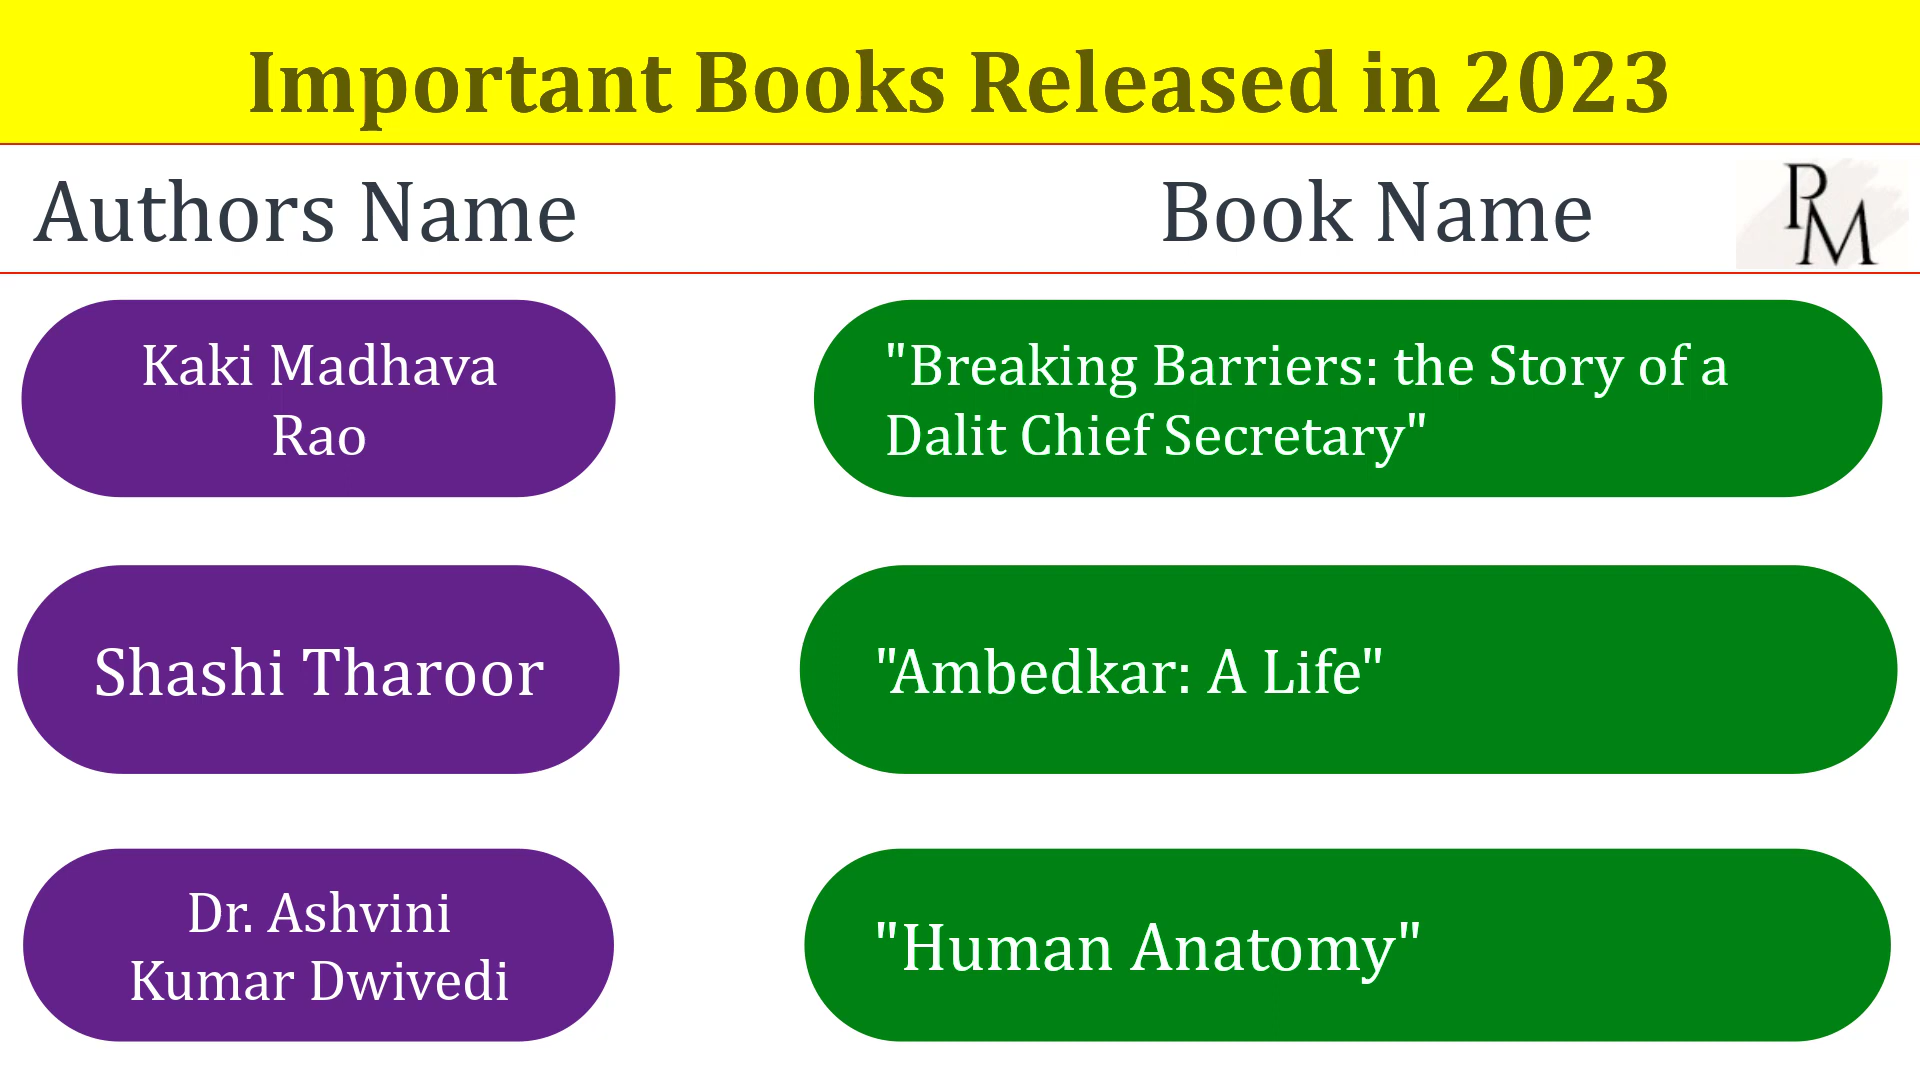 Important Books Released in 2023
Authors Name
Book Name
PM
Kaki Madhava
Rao
"Breaking Barriers: the Story of a
Dalit Chief Secretary"
Shashi Tharoor
"Ambedkar: A Life"
Dr. Ashvini
Kumar Dwivedi
"Human Anatomy"